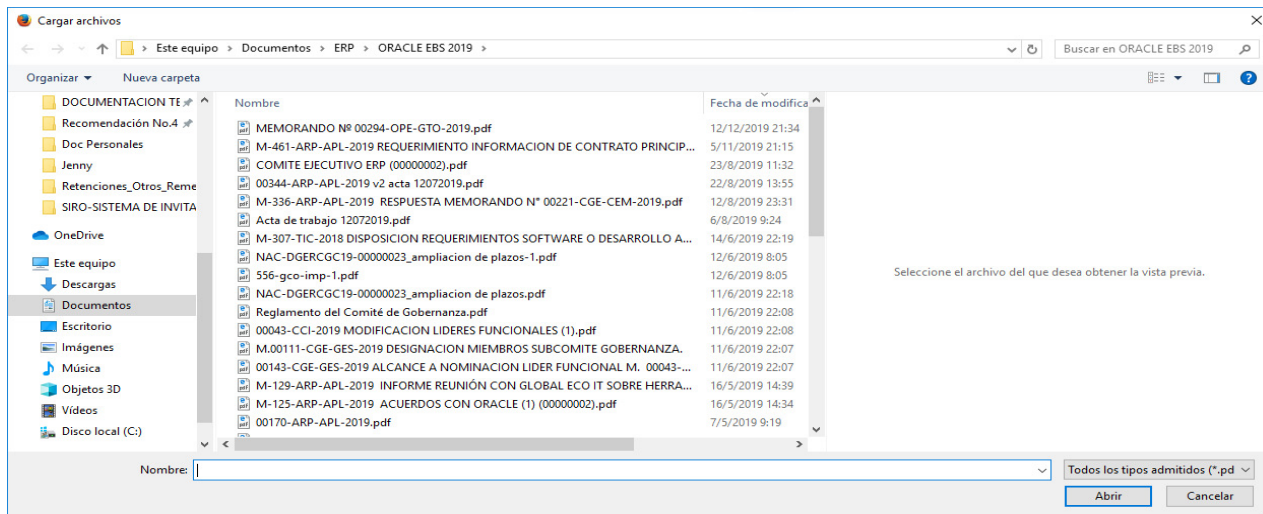 Cargar archivos
Este equipo > Documentos > ERP > ORACLE EBS 2019 >
Buscar en ORACLE EBS 2019
Organizar
Nueva carpeta
DOCUMENTACION TE
Recomendación No.4
Doc Personales
Jenny
Retenciones_Otros_Reme
SIRO-SISTEMA DE INVITA
OneDrive
Este equipo
Descargas
Documentos
Escritorio
Imágenes
Música
Objetos 3D
Vídeos
Disco local (C:)
Nombre Fecha de modifica
MEMORANDO Nº 00294-OPE-GTO-2019.pdf 12/12/2019 21:34
M-461-ARP-APL-2019 REQUERIMIENTO INFORMACION DE CONTRATO PRINCIP... 5/11/2019 21:15
COMITE EJECUTIVO ERP (00000002).pdf 23/8/2019 11:32
00344-ARP-APL-2019 v2 acta 12072019.pdf 22/8/2019 13:55
M-336-ARP-APL-2019 RESPUESTA MEMORANDO N° 00221-CGE-CEM-2019.pdf 12/8/2019 23:31
Acta de trabajo 12072019.pdf 6/8/2019 9:24
M-307-TIC-2018 DISPOSICION REQUERIMIENTOS SOFTWARE O DESARROLLO A... 14/6/2019 22:19
NAC-DGERCGC19-00000023_ampliacion de plazos-1.pdf 12/6/2019 8:05
556-gco-imp-1.pdf 12/6/2019 8:05
NAC-DGERCGC19-00000023_ampliacion de plazos.pdf 11/6/2019 22:18
Reglamento del Comité de Gobernanza.pdf 11/6/2019 22:08
00043-CCI-2019 MODIFICACION LIDERES FUNCIONALES (1).pdf 11/6/2019 22:08
M.00111-CGE-GES-2019 DESIGNACION MIEMBROS SUBCOMITE GOBERNANZA. 11/6/2019 22:07
00143-CGE-GES-2019 ALCANCE A NOMINACION LIDER FUNCIONAL M. 00043-... 11/6/2019 22:07
M-129-ARP-APL-2019 INFORME REUNIÓN CON GLOBAL ECO IT SOBRE HERRA... 16/5/2019 14:39
M-125-ARP-APL-2019 ACUERDOS CON ORACLE (1) (00000002).pdf 16/5/2019 14:34
00170-ARP-APL-2019.pdf 7/5/2019 9:19
Seleccione el archivo del que desea obtener la vista previa.
Nombre:
Todos los tipos admitidos (*.pd
Abrir
Cancelar